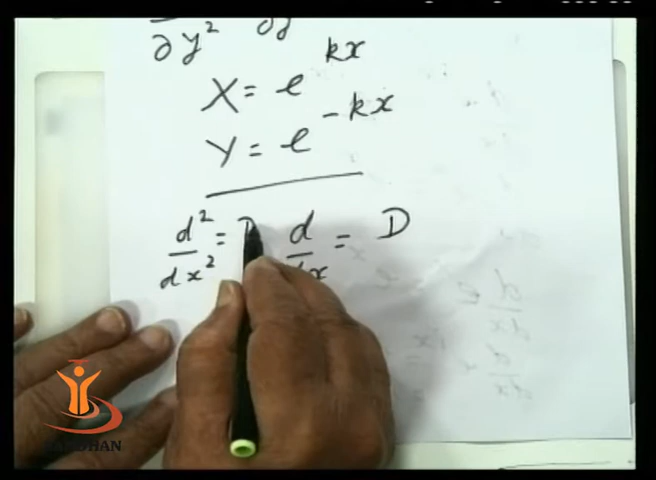 ∂y² ∂y
X = e^kx
Y = e^-kx
d²/dx² = D d/dx = D